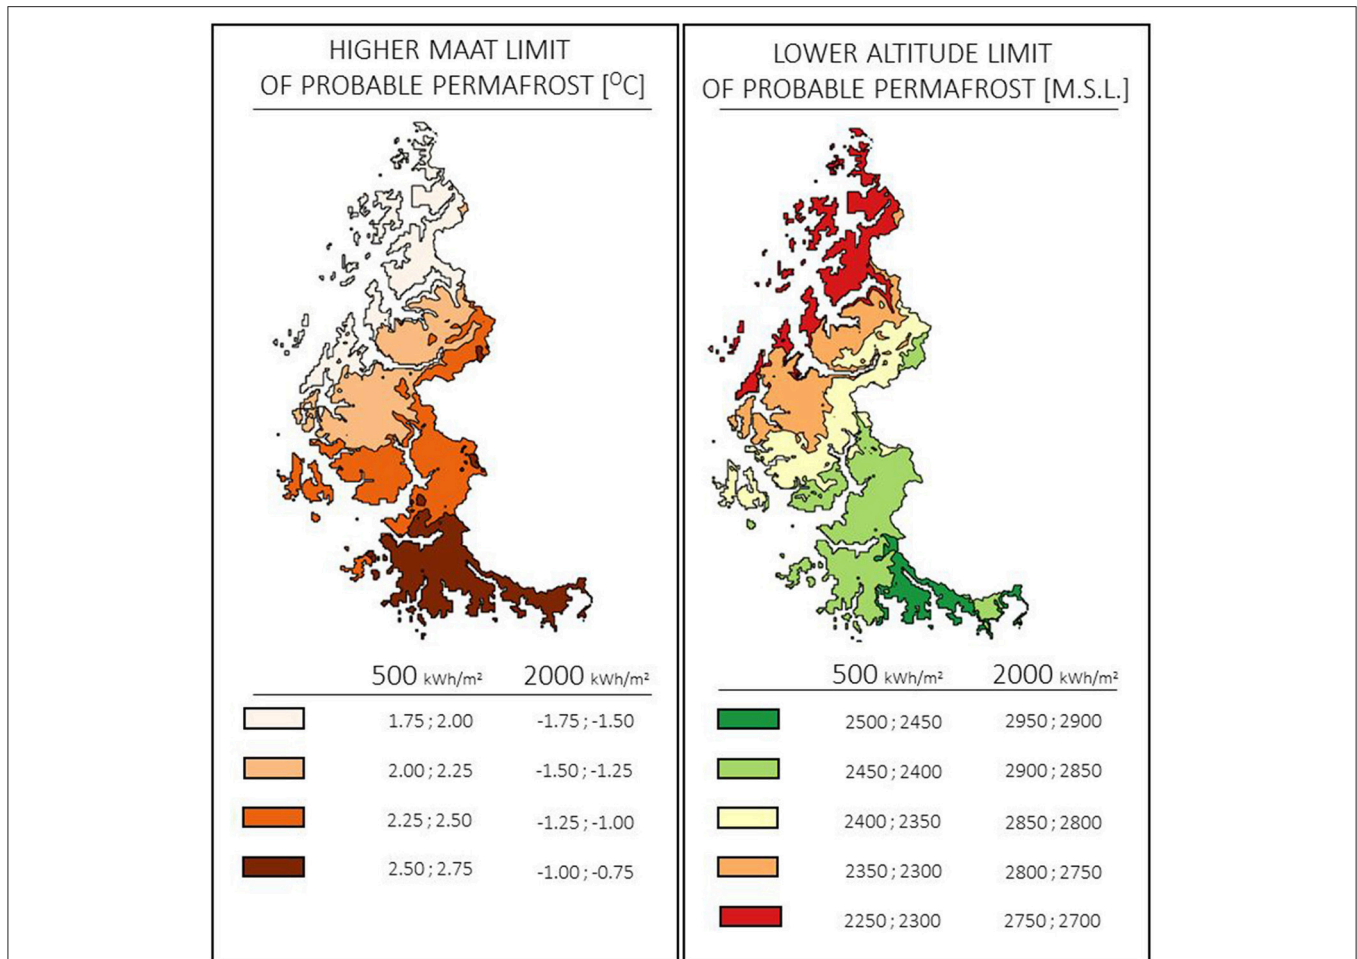 HIGHER MAAT LIMIT
OF PROBABLE PERMAFROST [ᴼC]
500 kWh/m² 2000 kWh/m²
1.75 ; 2.00 -1.75 ; -1.50
2.00 ; 2.25 -1.50 ; -1.25
2.25 ; 2.50 -1.25 ; -1.00
2.50 ; 2.75 -1.00 ; -0.75
LOWER ALTITUDE LIMIT
OF PROBABLE PERMAFROST [M.S.L.]
500 kWh/m² 2000 kWh/m²
2500 ; 2450 2950 ; 2900
2450 ; 2400 2900 ; 2850
2400 ; 2350 2850 ; 2800
2350 ; 2300 2800 ; 2750
2250 ; 2300 2750 ; 2700